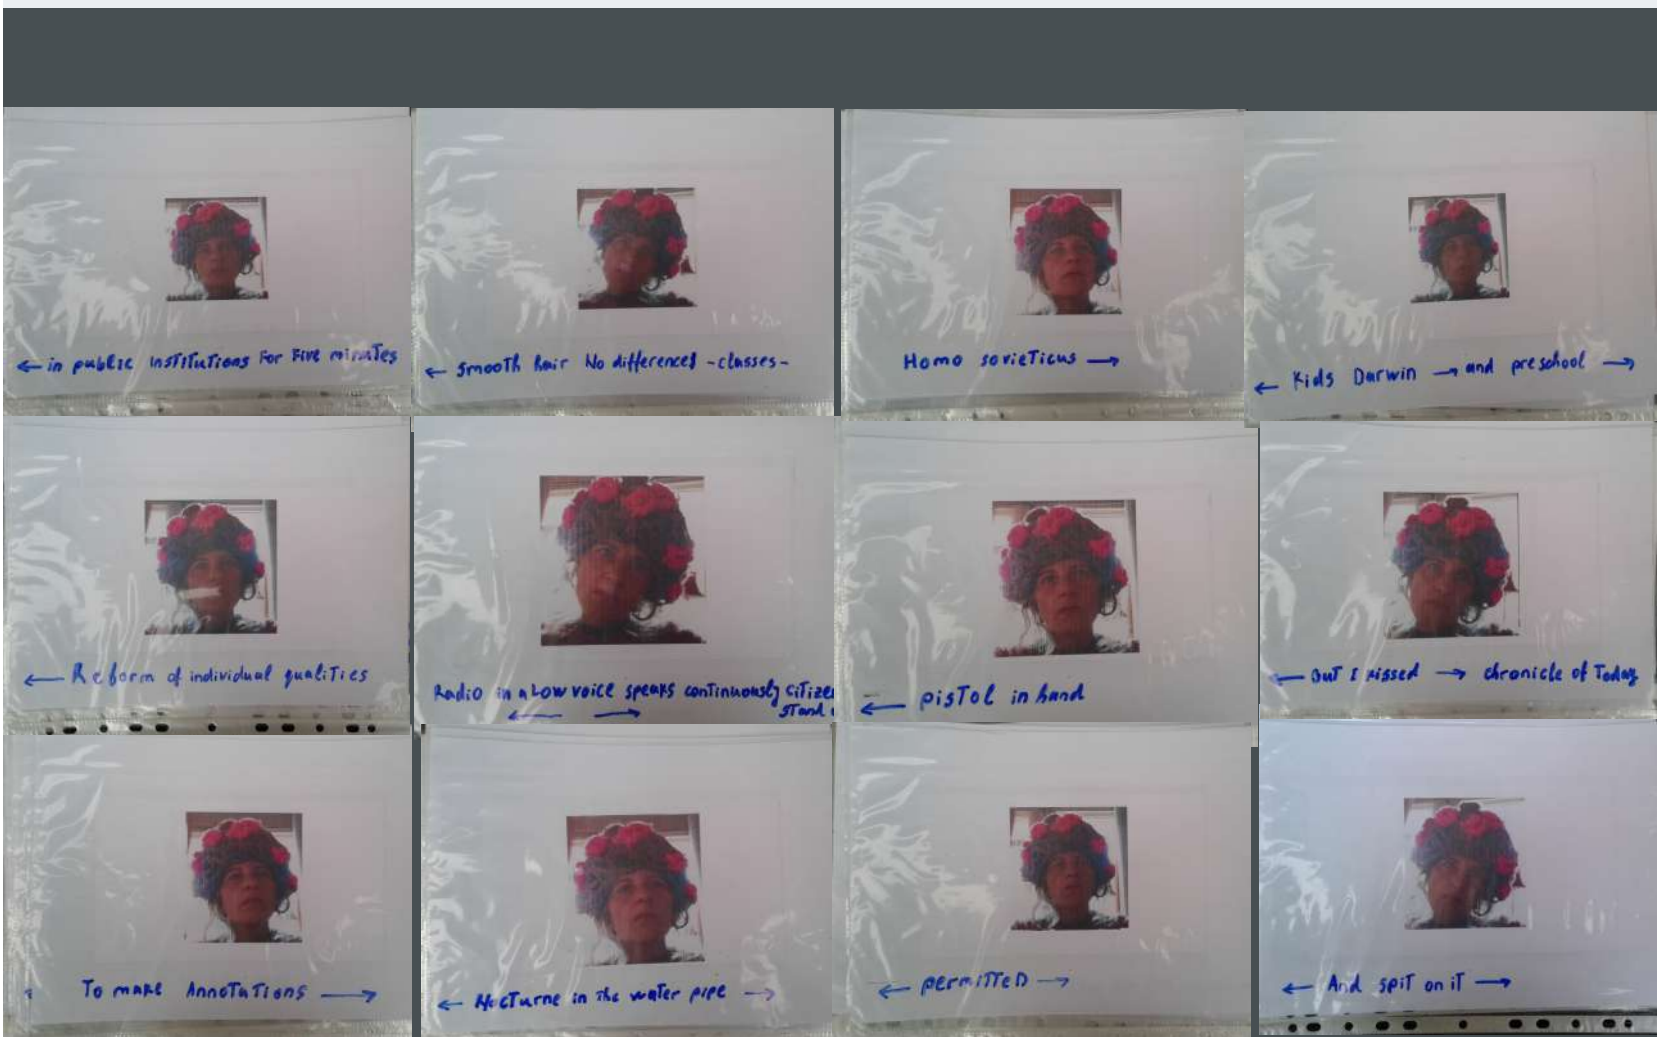 ← in public institutions for five minutes
← smooth hair No differences -classes-
Homo sovieticus →
← Kids Darwin → and preschool →
← Reform of individual qualities
Radio in a low voice speaks continuously
stand
← →
← pistol in hand
← But I → chronicle of Today
To make Annotations →
← Nocturne in the water pipe →
← permitted →
← And spit on it →